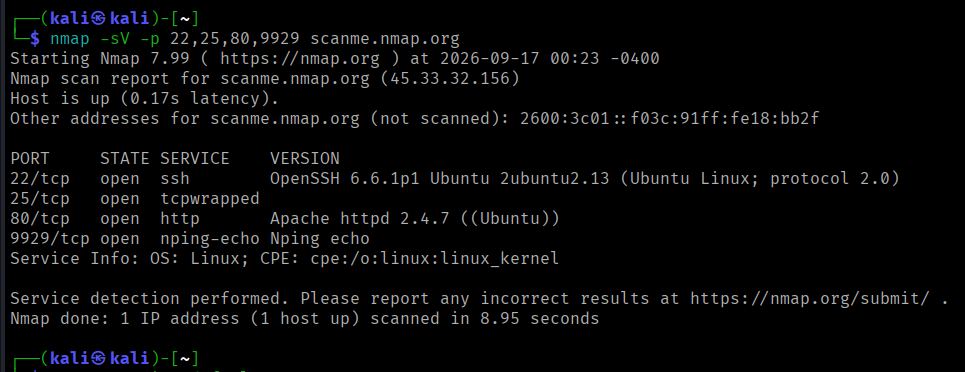 ┌──(kali㉿kali)-[~]
└─$ nmap -sV -p 22,25,80,9929 scanme.nmap.org
Starting Nmap 7.99 ( https://nmap.org ) at 2026-09-17 00:23 -0400
Nmap scan report for scanme.nmap.org (45.33.32.156)
Host is up (0.17s latency).
Other addresses for scanme.nmap.org (not scanned): 2600:3c01::f03c:91ff:fe18:bb2f

PORT     STATE SERVICE    VERSION
22/tcp   open  ssh        OpenSSH 6.6.1p1 Ubuntu 2ubuntu2.13 (Ubuntu Linux; protocol 2.0)
25/tcp   open  tcpwrapped
80/tcp   open  http       Apache httpd 2.4.7 ((Ubuntu))
9929/tcp open  nping-echo Nping echo
Service Info: OS: Linux; CPE: cpe:/o:linux:linux_kernel

Service detection performed. Please report any incorrect results at https://nmap.org/submit/ .
Nmap done: 1 IP address (1 host up) scanned in 8.95 seconds

┌──(kali㉿kali)-[~]